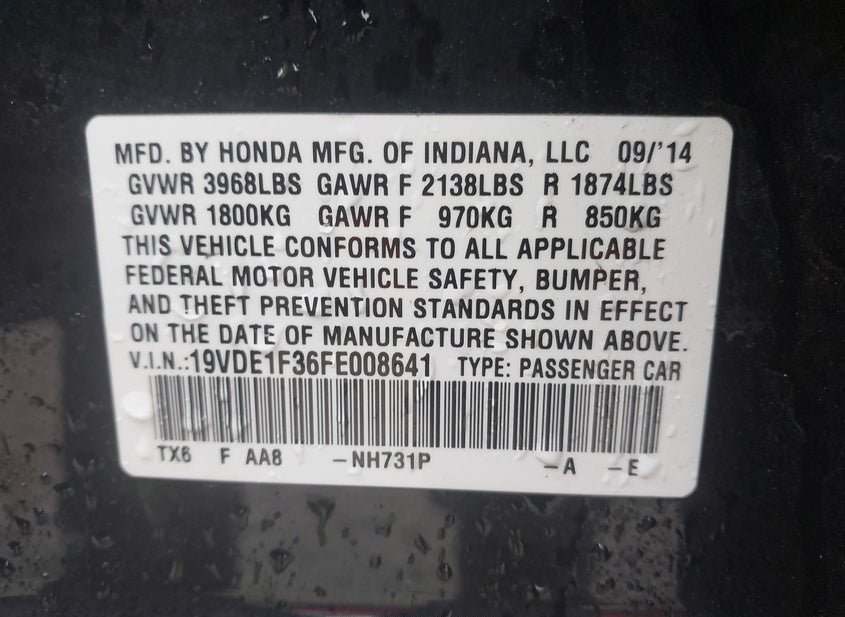 MFD. BY HONDA MFG. OF INDIANA, LLC 09/'14
GVWR 3968LBS GAWR F 2138LBS R 1874LBS
GVWR 1800KG GAWR F 970KG R 850KG
THIS VEHICLE CONFORMS TO ALL APPLICABLE
FEDERAL MOTOR VEHICLE SAFETY, BUMPER,
AND THEFT PREVENTION STANDARDS IN EFFECT
ON THE DATE OF MANUFACTURE SHOWN ABOVE.
V.I.N.:19VDE1F36FE008641 TYPE: PASSENGER CAR
TX6 F AA8 –NH731P –A –E